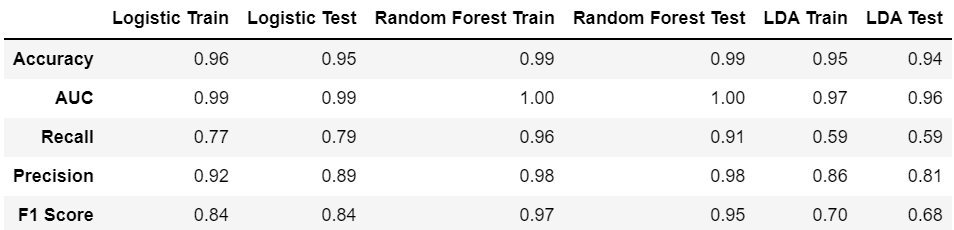 Logistic Train Logistic Test Random Forest Train Random Forest Test LDA Train LDA Test
Accuracy 0.96 0.95 0.99 0.99 0.95 0.94
AUC 0.99 0.99 1.00 1.00 0.97 0.96
Recall 0.77 0.79 0.96 0.91 0.59 0.59
Precision 0.92 0.89 0.98 0.98 0.86 0.81
F1 Score 0.84 0.84 0.97 0.95 0.70 0.68